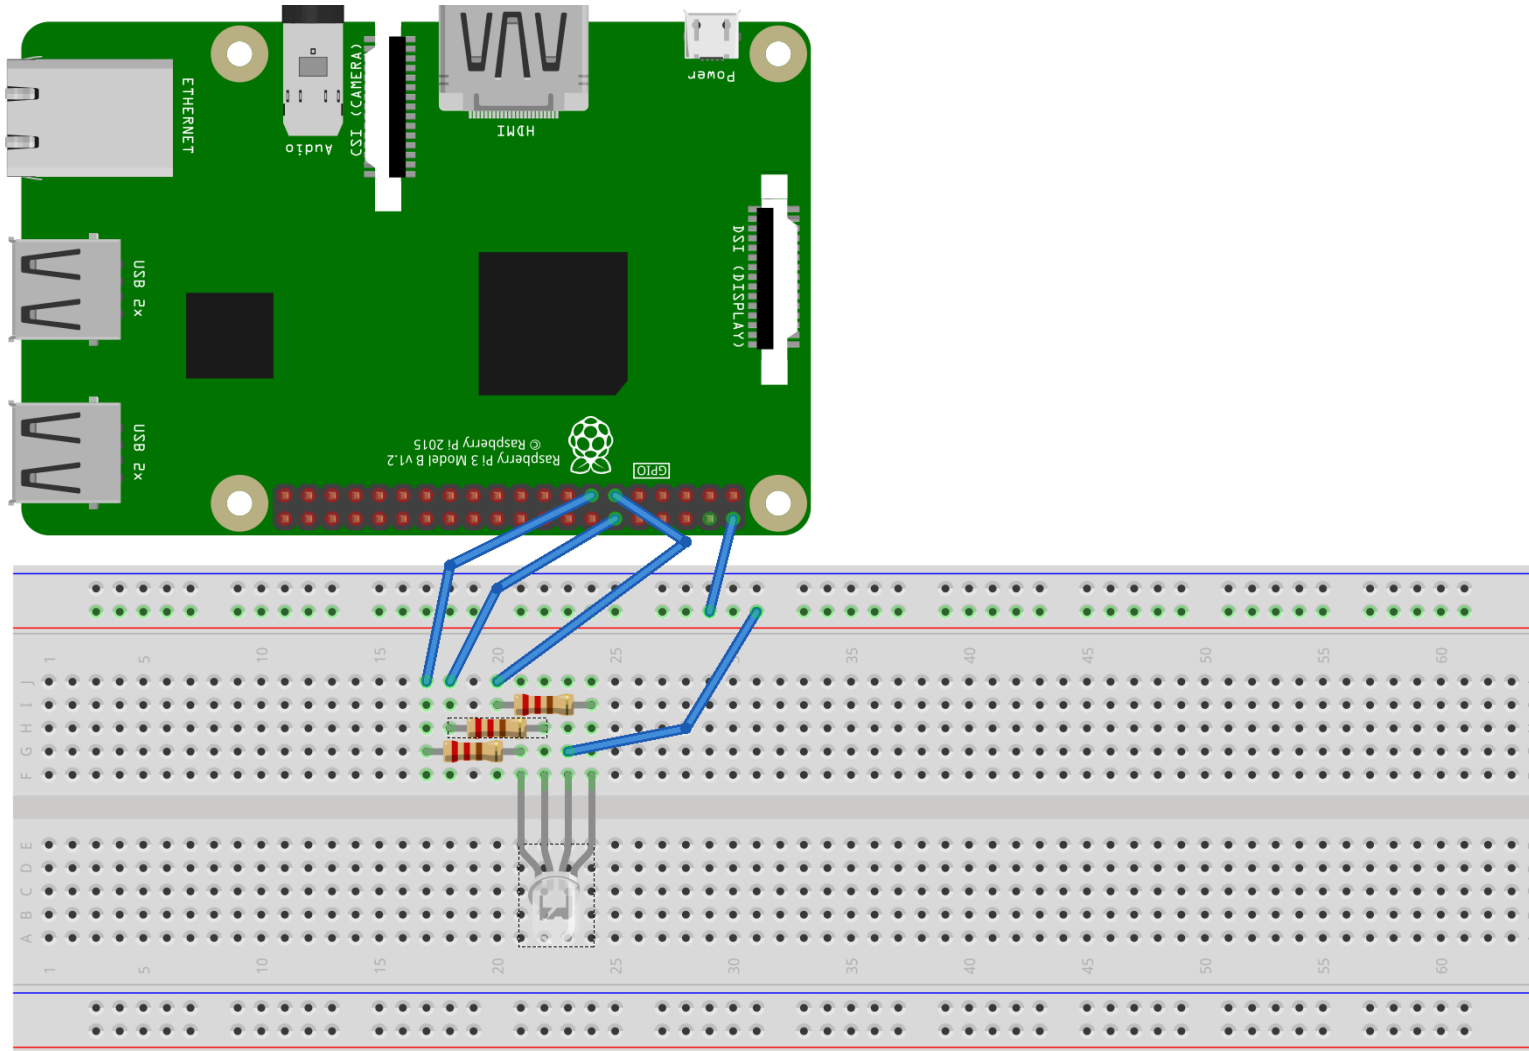 ETHERNET
Audio
CSI (CAMERA)
HDMI
Power
DSI (DISPLAY)
USB 2x
USB 2x
Raspberry Pi 3 Model B v1.2
© Raspberry Pi 2015
GPIO
1 5 10 15 20 25 30 35 40 45 50 55 60
J
I
H
G
F
E
D
C
B
A
1 5 10 15 20 25 30 35 40 45 50 55 60